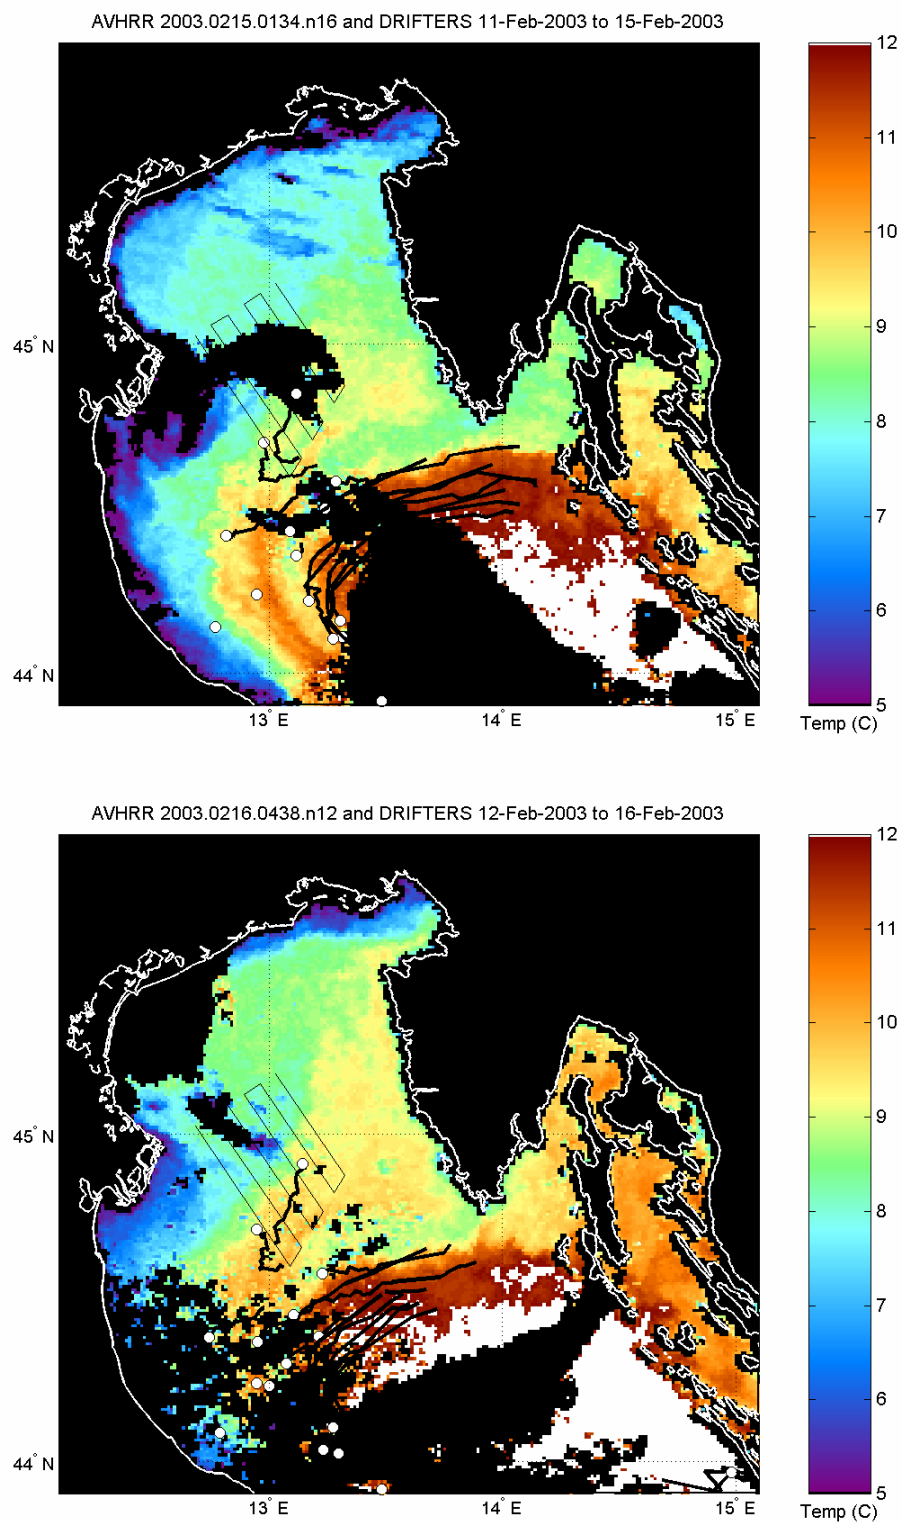 AVHRR 2003.0215.0134.n16 and DRIFTERS 11-Feb-2003 to 15-Feb-2003
12
11
10
9
8
7
6
5
45° N
44° N
13° E
14° E
15° E
Temp (C)
AVHRR 2003.0216.0438.n12 and DRIFTERS 12-Feb-2003 to 16-Feb-2003
12
11
10
9
8
7
6
5
45° N
44° N
13° E
14° E
15° E
Temp (C)